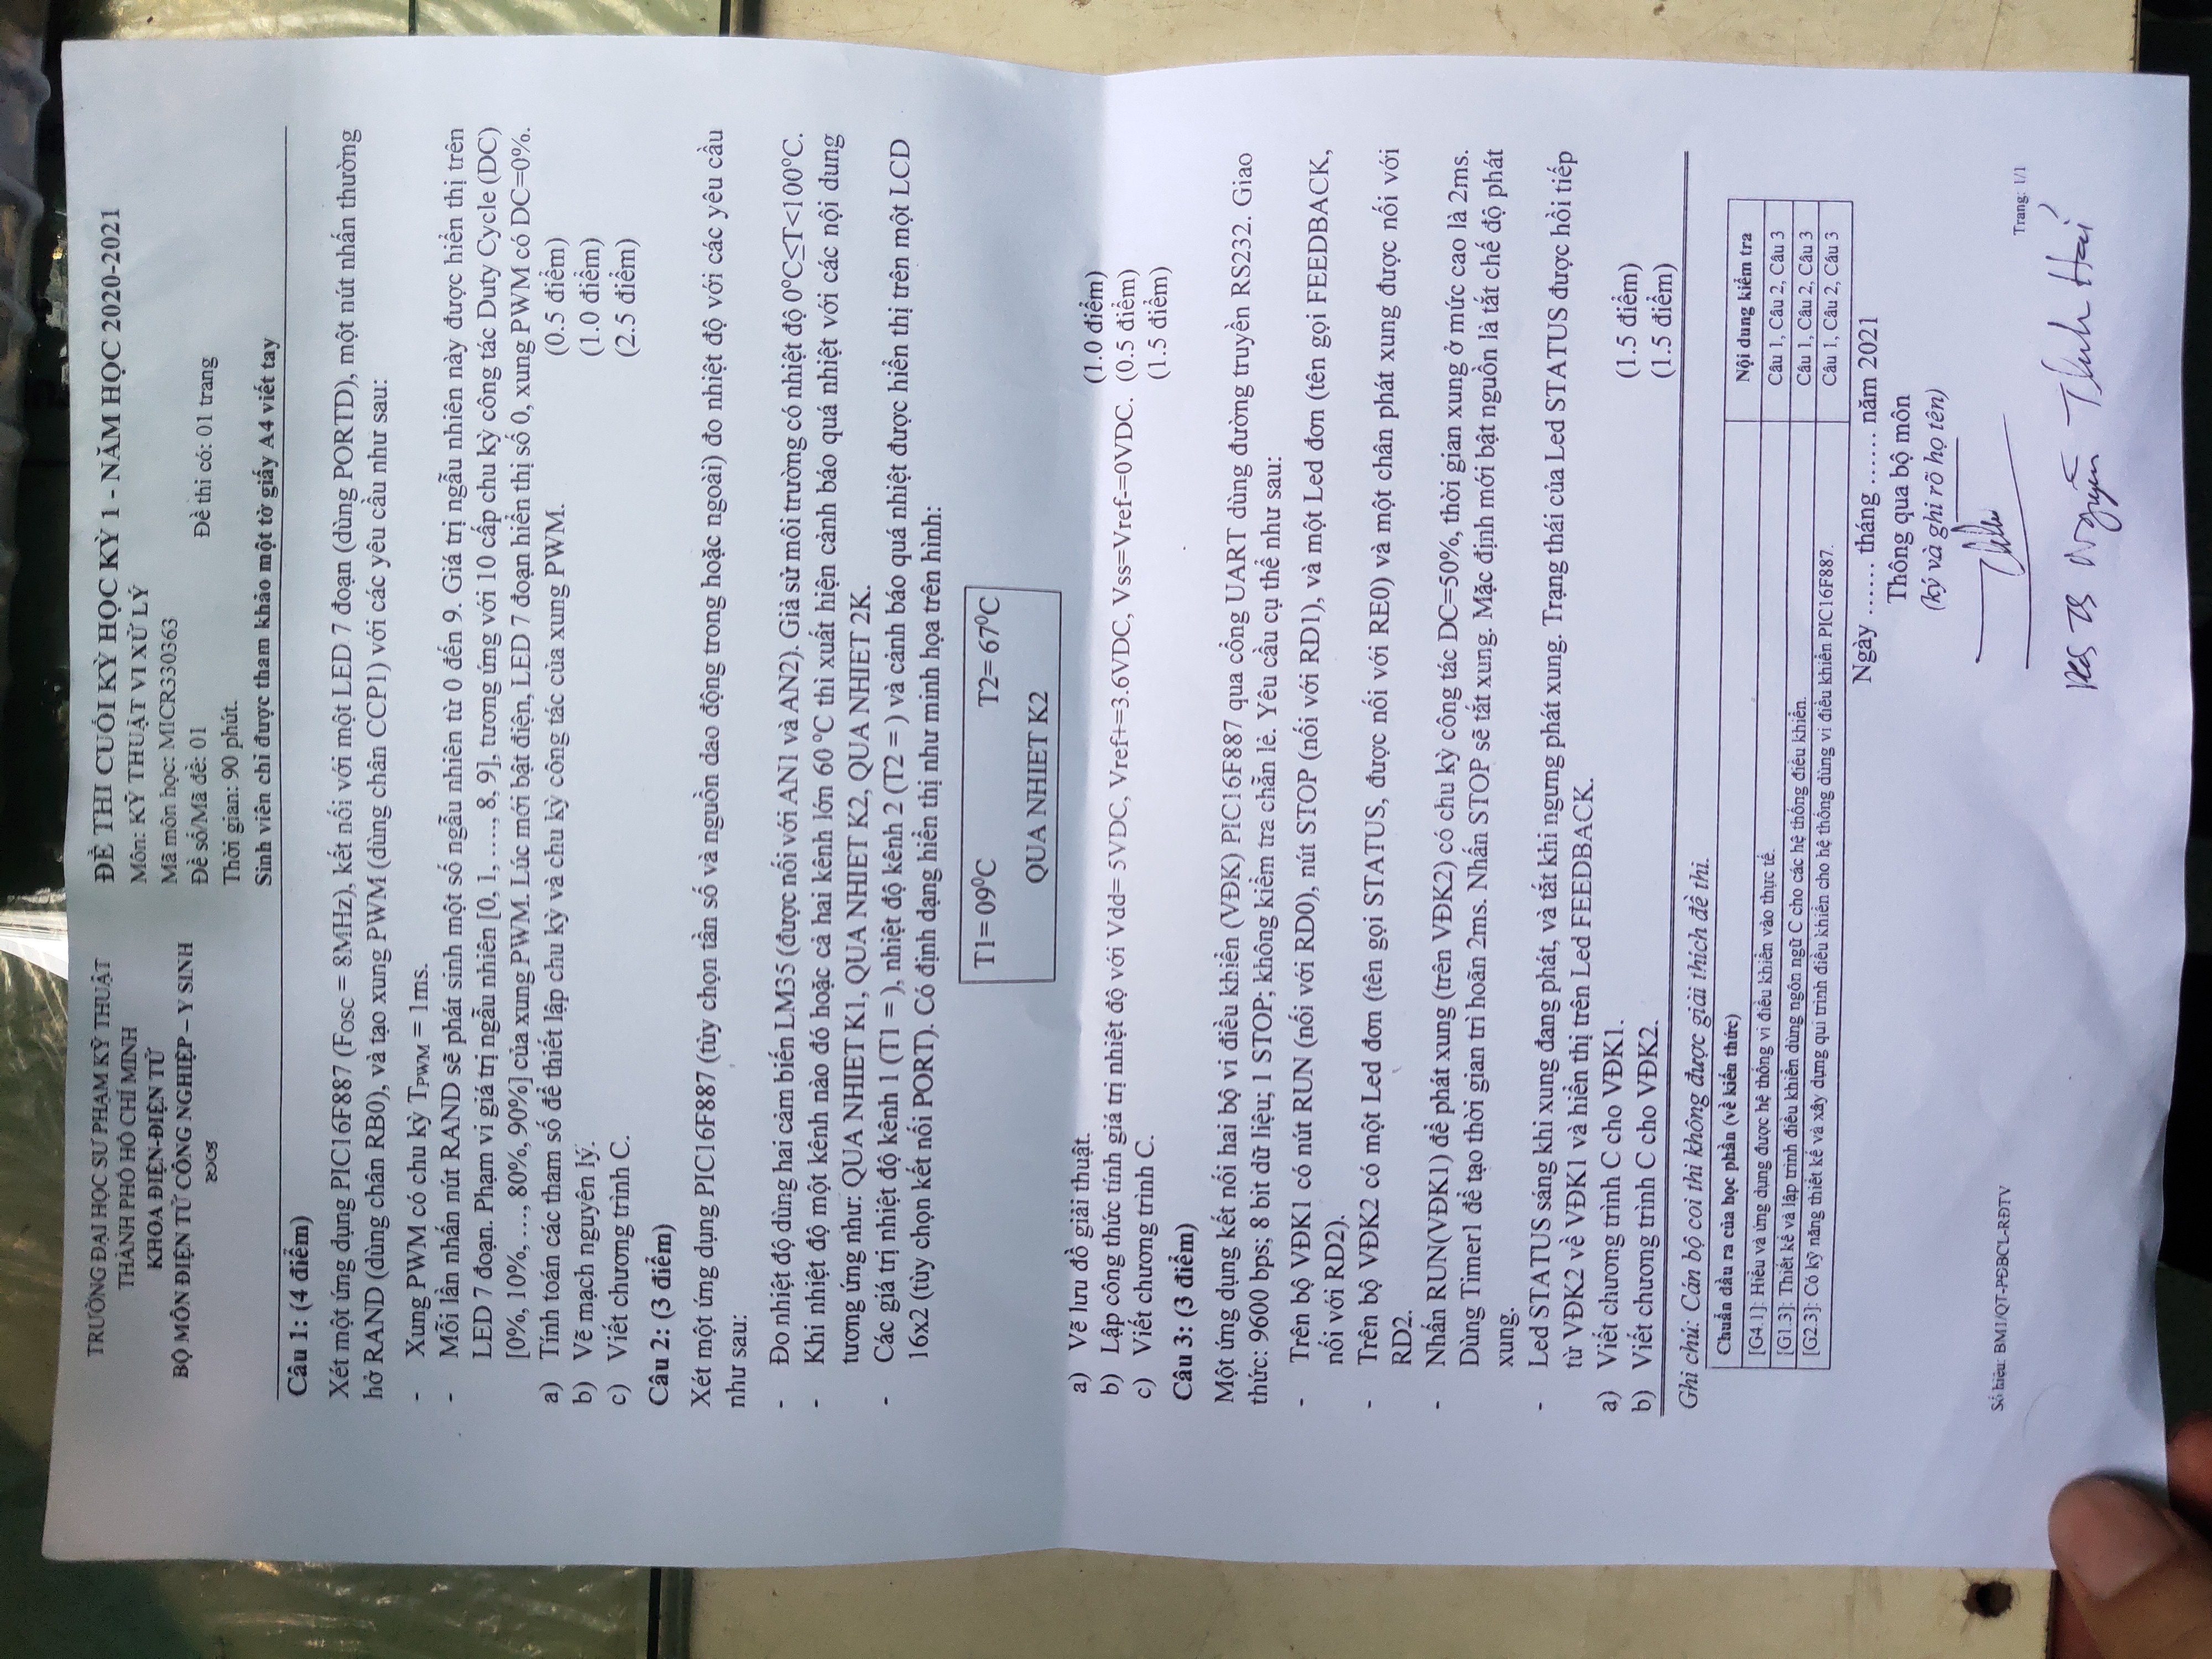 TRƯỜNG ĐẠI HỌC SƯ PHẠM KỸ THUẬT
THÀNH PHỐ HỒ CHÍ MINH
KHOA ĐIỆN-ĐIỆN TỬ
BỘ MÔN ĐIỆN TỬ CÔNG NGHIỆP – Y SINH
ĐỀ THI CUỐI KỲ HỌC KỲ 1 - NĂM HỌC 2020-2021
Môn: KỸ THUẬT VI XỬ LÝ
Mã môn học: MICR330363
Đề số/Mã đề: 01 Đề thi có: 01 trang
Thời gian: 90 phút.
Sinh viên chỉ được tham khảo một tờ giấy A4 viết tay
Câu 1: (4 điểm)
Xét một ứng dụng PIC16F887 (FOSC = 8MHz), kết nối với một LED 7 đoạn (dùng PORTD), một nút nhấn thường
hở RAND (dùng chân RB0), và tạo xung PWM (dùng chân CCP1) với các yêu cầu như sau:
- Xung PWM có chu kỳ TPWM = 1ms.
- Mỗi lần nhấn nút RAND sẽ phát sinh một số ngẫu nhiên từ 0 đến 9. Giá trị ngẫu nhiên này được hiển thị trên
LED 7 đoạn. Phạm vi giá trị ngẫu nhiên [0, 1, …., 8, 9], tương ứng với 10 cấp chu kỳ công tác Duty Cycle (DC)
[0%, 10%, …, 80%, 90%] của xung PWM. Lúc mới bật điện, LED 7 đoạn hiển thị số 0, xung PWM có DC=0%.
a) Tính toán các tham số để thiết lập chu kỳ và chu kỳ công tác của xung PWM. (0.5 điểm)
b) Vẽ mạch nguyên lý. (1.0 điểm)
c) Viết chương trình C. (2.5 điểm)
Câu 2: (3 điểm)
Xét một ứng dụng PIC16F887 (tùy chọn tần số và nguồn dao động trong hoặc ngoài) đo nhiệt độ với các yêu cầu
như sau:
- Đo nhiệt độ dùng hai cảm biến LM35 (được nối với AN1 và AN2). Giả sử môi trường có nhiệt độ 0⁰C≤T<100⁰C.
- Khi nhiệt độ một kênh nào đó hoặc cả hai kênh lớn 60 ⁰C thì xuất hiện cảnh báo quá nhiệt với các nội dung
tương ứng như: QUA NHIET K1, QUA NHIET K2, QUA NHIET 2K.
- Các giá trị nhiệt độ kênh 1 (T1 = ), nhiệt độ kênh 2 (T2 = ) và cảnh báo quá nhiệt được hiển thị trên một LCD
16x2 (tùy chọn kết nối PORT). Có định dạng hiển thị như minh họa trên hình:
T1= 09⁰C T2= 67⁰C
QUA NHIET K2
a) Vẽ lưu đồ giải thuật. (1.0 điểm)
b) Lập công thức tính giá trị nhiệt độ với Vdd= 5VDC, Vref+=3.6VDC, Vss=Vref-=0VDC. (0.5 điểm)
c) Viết chương trình C. (1.5 điểm)
Câu 3: (3 điểm)
Một ứng dụng kết nối hai bộ vi điều khiển (VĐK) PIC16F887 qua cổng UART dùng đường truyền RS232. Giao
thức: 9600 bps; 8 bit dữ liệu; 1 STOP; không kiểm tra chẵn lẻ. Yêu cầu cụ thể như sau:
- Trên bộ VĐK1 có nút RUN (nối với RD0), nút STOP (nối với RD1), và một Led đơn (tên gọi FEEDBACK,
nối với RD2).
- Trên bộ VĐK2 có một Led đơn (tên gọi STATUS, được nối với RE0) và một chân phát xung được nối với
RD2.
- Nhấn RUN(VĐK1) để phát xung (trên VĐK2) có chu kỳ công tác DC=50%, thời gian xung ở mức cao là 2ms.
Dùng Timer1 để tạo thời gian trì hoãn 2ms. Nhấn STOP sẽ tắt xung. Mặc định mới bật nguồn là tắt chế độ phát
xung.
- Led STATUS sáng khi xung đang phát, và tắt khi ngưng phát xung. Trạng thái của Led STATUS được hồi tiếp
từ VĐK2 về VĐK1 và hiển thị trên Led FEEDBACK.
a) Viết chương trình C cho VĐK1. (1.5 điểm)
b) Viết chương trình C cho VĐK2. (1.5 điểm)
Ghi chú: Cán bộ coi thi không được giải thích đề thi.
Chuẩn đầu ra của học phần (về kiến thức) Nội dung kiểm tra
[G4.1]: Hiểu và ứng dụng được hệ thống vi điều khiển vào thực tế. Câu 1, Câu 2, Câu 3
[G1.3]: Thiết kế và lập trình điều khiển dùng ngôn ngữ C cho các hệ thống điều khiển. Câu 1, Câu 2, Câu 3
[G2.3]: Có kỹ năng thiết kế và xây dựng qui trình điều khiển cho hệ thống dùng vi điều khiển PIC16F887. Câu 1, Câu 2, Câu 3
Ngày …… tháng …… năm 2021
Thông qua bộ môn
(ký và ghi rõ họ tên)
Số hiệu: BM1/QT-PĐBCL-RĐTV
Trang: 1/1
PGS TS Nguyễn Thanh Hải